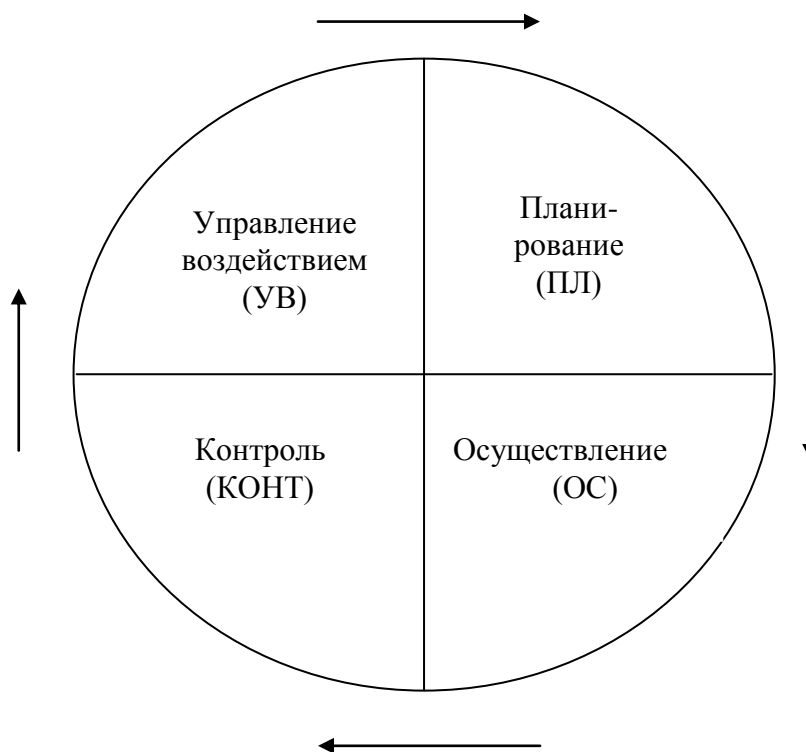 Управление
воздействием
(УВ)
Плани-
рование
(ПЛ)
Контроль
(КОНТ)
Осуществление
(ОС)